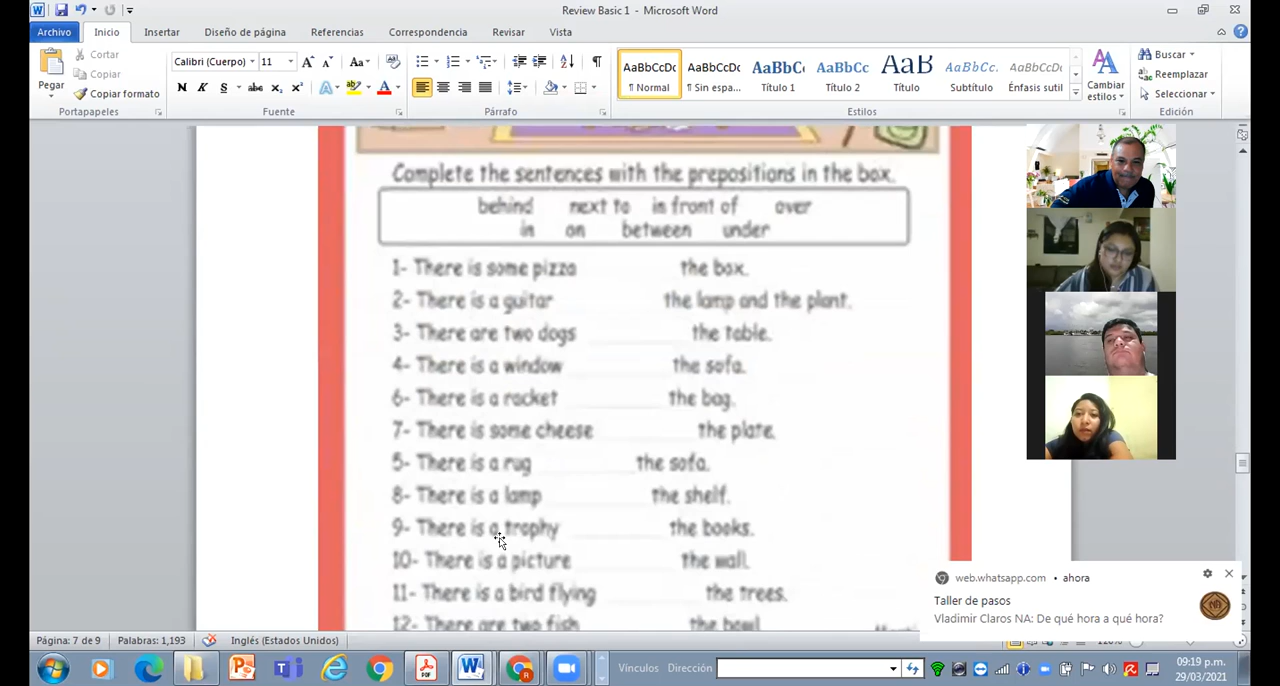 Review Basic 1 - Microsoft Word
Archivo Inicio Insertar Diseño de página Referencias Correspondencia Revisar Vista
Pegar
Cortar
Copiar
Copiar formato
Portapapeles
Calibri (Cuerpo) 11
N K S abc x₂ x²
Fuente
Párrafo
AaBbCcDc AaBbCcDc AaBbC AaBbCc AaB AaBbCc. AaBbCcDc
¶ Normal ¶ Sin espa... Título 1 Título 2 Título Subtítulo Énfasis sutil
Cambiar estilos
Estilos
Buscar
Reemplazar
Seleccionar
Edición
Complete the sentences with the prepositions in the box.
behind next to in front of over
in on between under
1- There is some pizza the box.
2- There is a guitar the lamp and the plant.
3- There are two dogs the table.
4- There is a window the sofa.
6- There is a racket the bag.
7- There is some cheese the plate.
5- There is a rug the sofa.
8- There is a lamp the shelf.
9- There is a trophy the books.
10- There is a picture the wall.
11- There is a bird flying the trees.
12- There are two fish the bowl
web.whatsapp.com • ahora
Taller de pasos
Vladimir Claros NA: De qué hora a qué hora?
Página: 7 de 9 Palabras: 1,193 Inglés (Estados Unidos)
Vínculos Dirección
09:19 p.m.
29/03/2021